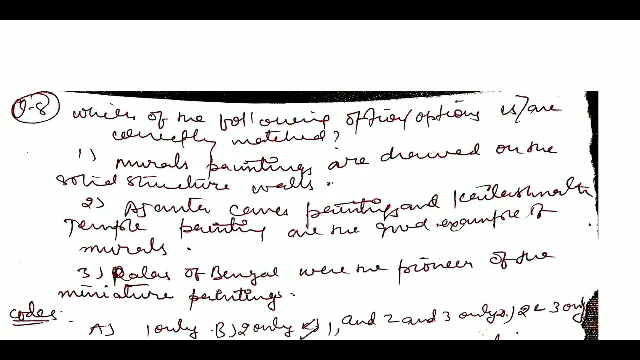 Q-8 which of the following option/options is/are
correctly matched?
1) Murals paintings are drawed on the
solid structure walls.
2) Ajanta caves paintings and Kailashnath
Temple painting are the good example of
murals.
3) Palas of Bengal were the pioneer of the
miniature paintings.
codes:
A) 1 only B) 2 only C) 1, and 2 and 3 only D) 2 & 3 only